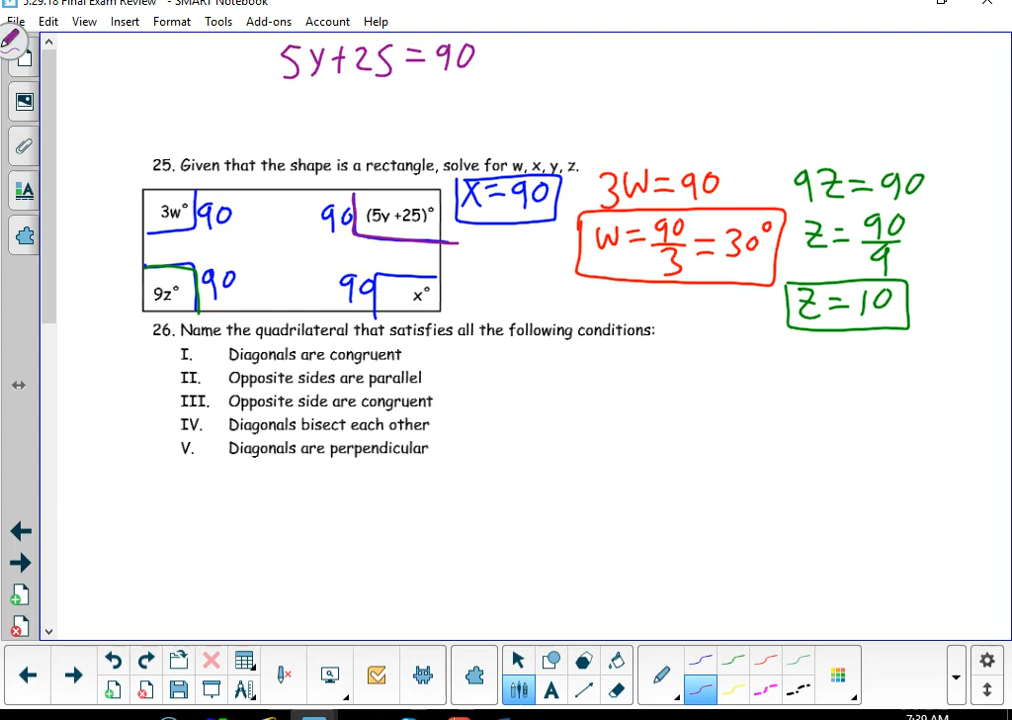 5.29.18 Final Exam Review - SMART Notebook
File Edit View Insert Format Tools Add-ons Account Help
5y+25=90
25. Given that the shape is a rectangle, solve for w, x, y, z.
3w° 90 90 (5y +25)°
9z° 90 90 x°
x=90
3w=90
w=90/3=30°
9z=90
z=90/9
z=10
26. Name the quadrilateral that satisfies all the following conditions:
I. Diagonals are congruent
II. Opposite sides are parallel
III. Opposite side are congruent
IV. Diagonals bisect each other
V. Diagonals are perpendicular